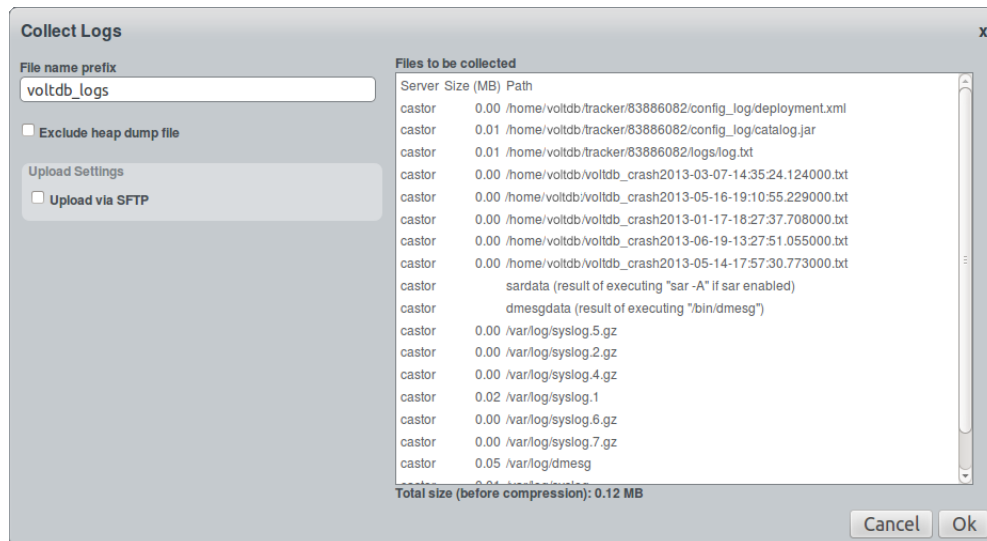 Collect Logs
x
File name prefix
voltdb_logs
Exclude heap dump file
Upload Settings
Upload via SFTP
Files to be collected
Server Size (MB) Path
castor 0.00 /home/voltdb/tracker/83886082/config_log/deployment.xml
castor 0.01 /home/voltdb/tracker/83886082/config_log/catalog.jar
castor 0.01 /home/voltdb/tracker/83886082/logs/log.txt
castor 0.00 /home/voltdb/voltdb_crash2013-03-07-14:35:24.124000.txt
castor 0.00 /home/voltdb/voltdb_crash2013-05-16-19:10:55.229000.txt
castor 0.00 /home/voltdb/voltdb_crash2013-01-17-18:27:37.708000.txt
castor 0.00 /home/voltdb/voltdb_crash2013-06-19-13:27:51.055000.txt
castor 0.00 /home/voltdb/voltdb_crash2013-05-14-17:57:30.773000.txt
castor sardata (result of executing "sar -A" if sar enabled)
castor dmesgdata (result of executing "/bin/dmesg")
castor 0.00 /var/log/syslog.5.gz
castor 0.00 /var/log/syslog.2.gz
castor 0.00 /var/log/syslog.4.gz
castor 0.02 /var/log/syslog.1
castor 0.00 /var/log/syslog.6.gz
castor 0.00 /var/log/syslog.7.gz
castor 0.05 /var/log/dmesg
Total size (before compression): 0.12 MB
Cancel
Ok